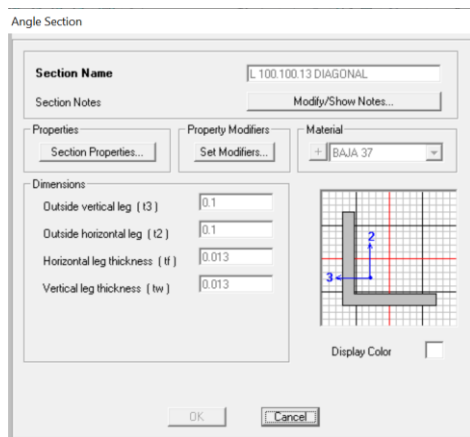 Angle Section
Section Name
L 100.100.13 DIAGONAL
Section Notes
Modify/Show Notes...
Properties
Section Properties...
Property Modifiers
Set Modifiers...
Material
+
BAJA 37
Dimensions
Outside vertical leg ( t3 )
0.1
Outside horizontal leg ( t2 )
0.1
Horizontal leg thickness ( tf )
0.013
Vertical leg thickness ( tw )
0.013
2
3
Display Color
OK
Cancel